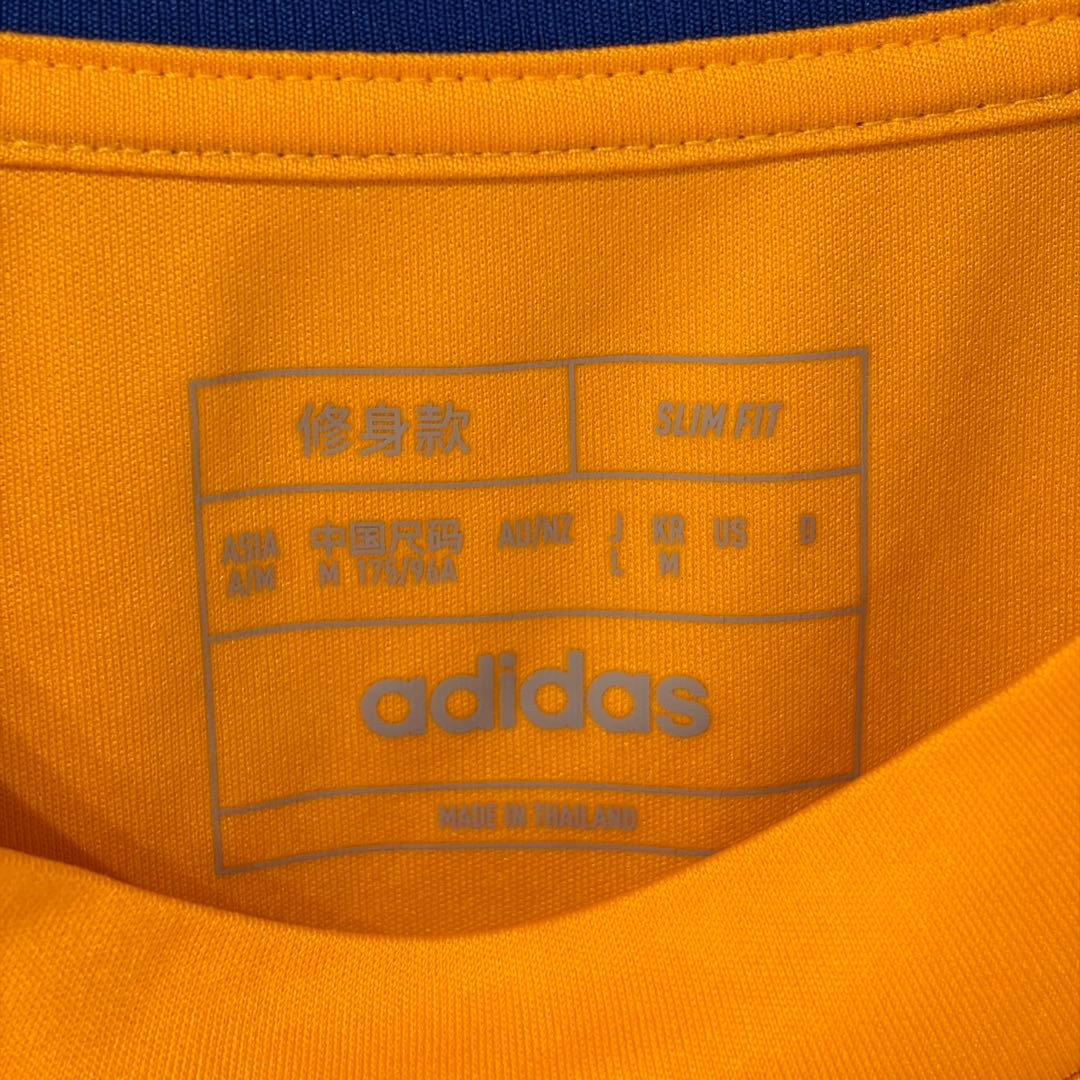 修身款 SLIM FIT
ASIA 中国尺码 AU/NZ J KR US D
A/M M 175/96A L M
adidas
MADE IN THAILAND